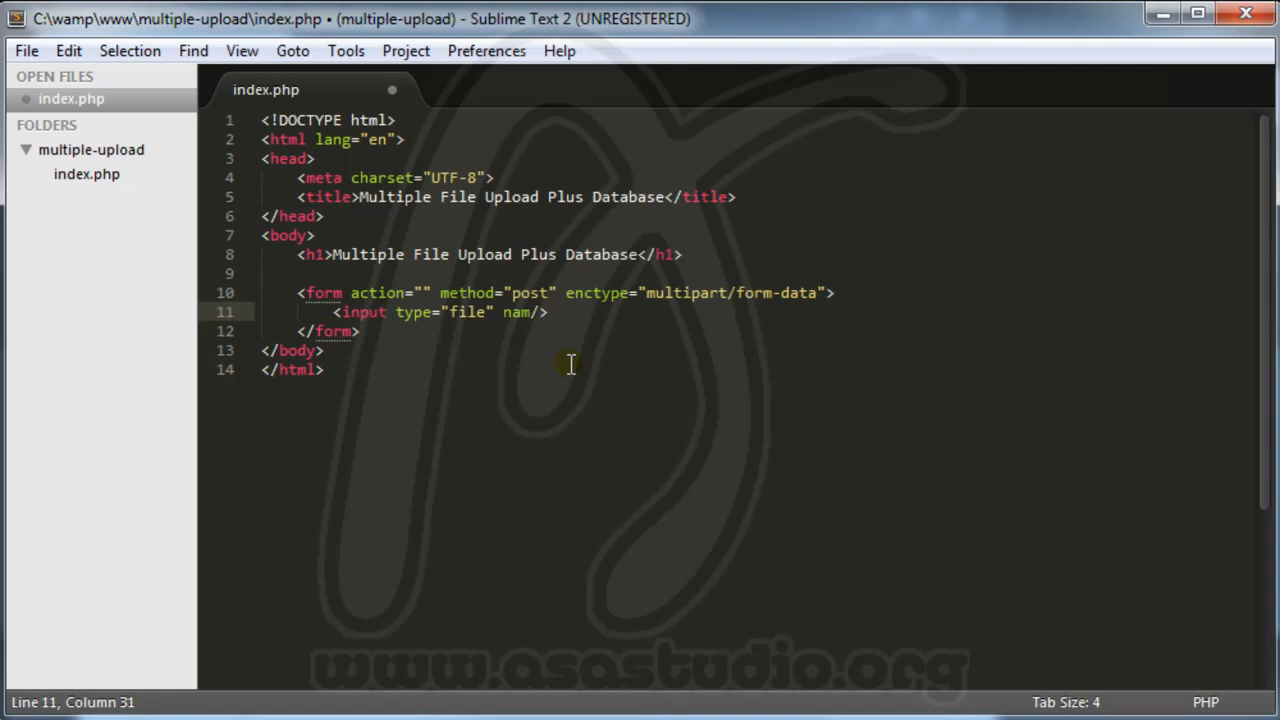 C:\wamp\www\multiple-upload\index.php • (multiple-upload) - Sublime Text 2 (UNREGISTERED)
File Edit Selection Find View Goto Tools Project Preferences Help
OPEN FILES
index.php
FOLDERS
multiple-upload
index.php
index.php
1 <!DOCTYPE html>
2 <html lang="en">
3 <head>
4 <meta charset="UTF-8">
5 <title>Multiple File Upload Plus Database</title>
6 </head>
7 <body>
8 <h1>Multiple File Upload Plus Database</h1>
9
10 <form action="" method="post" enctype="multipart/form-data">
11 <input type="file" nam/>
12 </form>
13 </body>
14 </html>
www.asastudio.org
Line 11, Column 31 Tab Size: 4 PHP